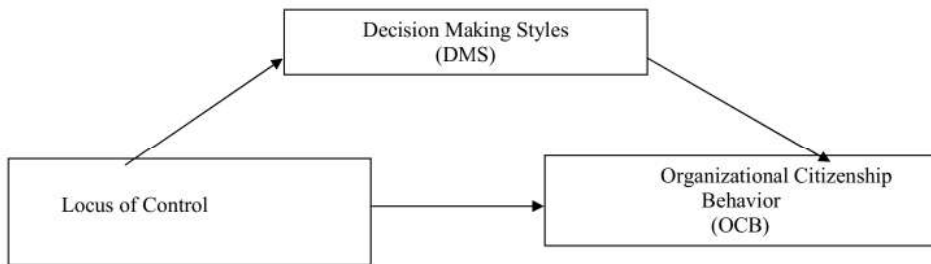 Decision Making Styles
(DMS)
Locus of Control
Organizational Citizenship
Behavior
(OCB)